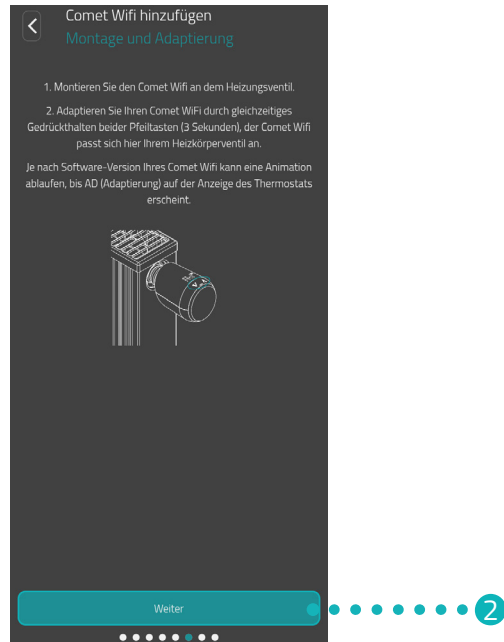 Comet Wifi hinzufügen
Montage und Adaptierung
1. Montieren Sie den Comet Wifi an dem Heizungsventil.
2. Adaptieren Sie Ihren Comet WiFi durch gleichzeitiges
Gedrückthalten beider Pfeiltasten (3 Sekunden), der Comet Wifi
passt sich hier Ihrem Heizkörperventil an.
Je nach Software-Version Ihres Comet Wifi kann eine Animation
ablaufen, bis AD (Adaptierung) auf der Anzeige des Thermostats
erscheint.
Weiter
2